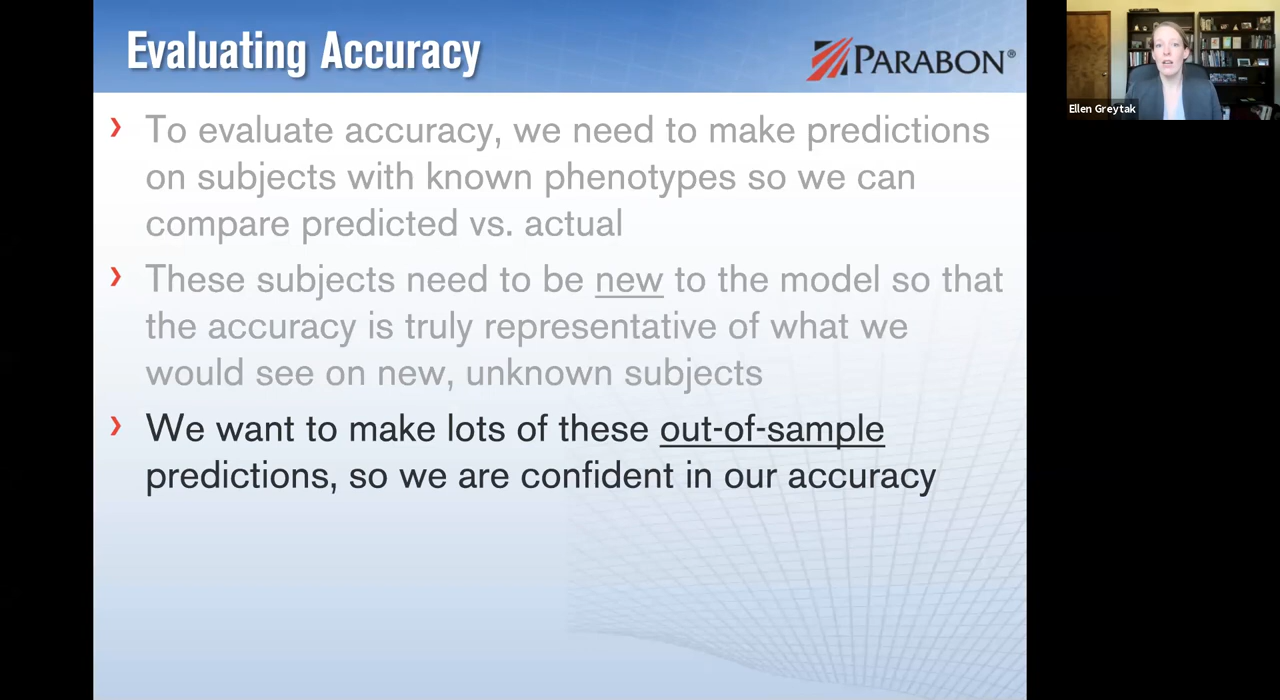 Evaluating Accuracy
PARABON®
Ellen Greytak
› To evaluate accuracy, we need to make predictions
on subjects with known phenotypes so we can
compare predicted vs. actual
› These subjects need to be new to the model so that
the accuracy is truly representative of what we
would see on new, unknown subjects
› We want to make lots of these out-of-sample
predictions, so we are confident in our accuracy